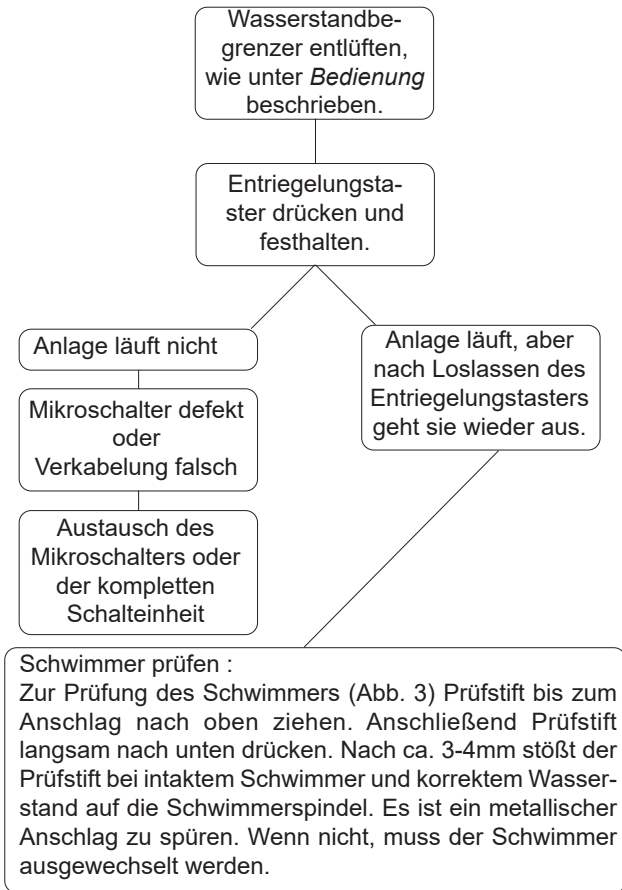 Wasserstandbe-
grenzer entlüften,
wie unter Bedienung
beschrieben.
Entriegelungsta-
ster drücken und
festhalten.
Anlage läuft nicht
Mikroschalter defekt
oder
Verkabelung falsch
Austausch des
Mikroschalters oder
der kompletten
Schalteinheit
Anlage läuft, aber
nach Loslassen des
Entriegelungstasters
geht sie wieder aus.
Schwimmer prüfen :
Zur Prüfung des Schwimmers (Abb. 3) Prüfstift bis zum
Anschlag nach oben ziehen. Anschließend Prüfstift
langsam nach unten drücken. Nach ca. 3-4mm stößt der
Prüfstift bei intaktem Schwimmer und korrektem Wasser-
stand auf die Schwimmerspindel. Es ist ein metallischer
Anschlag zu spüren. Wenn nicht, muss der Schwimmer
ausgewechselt werden.